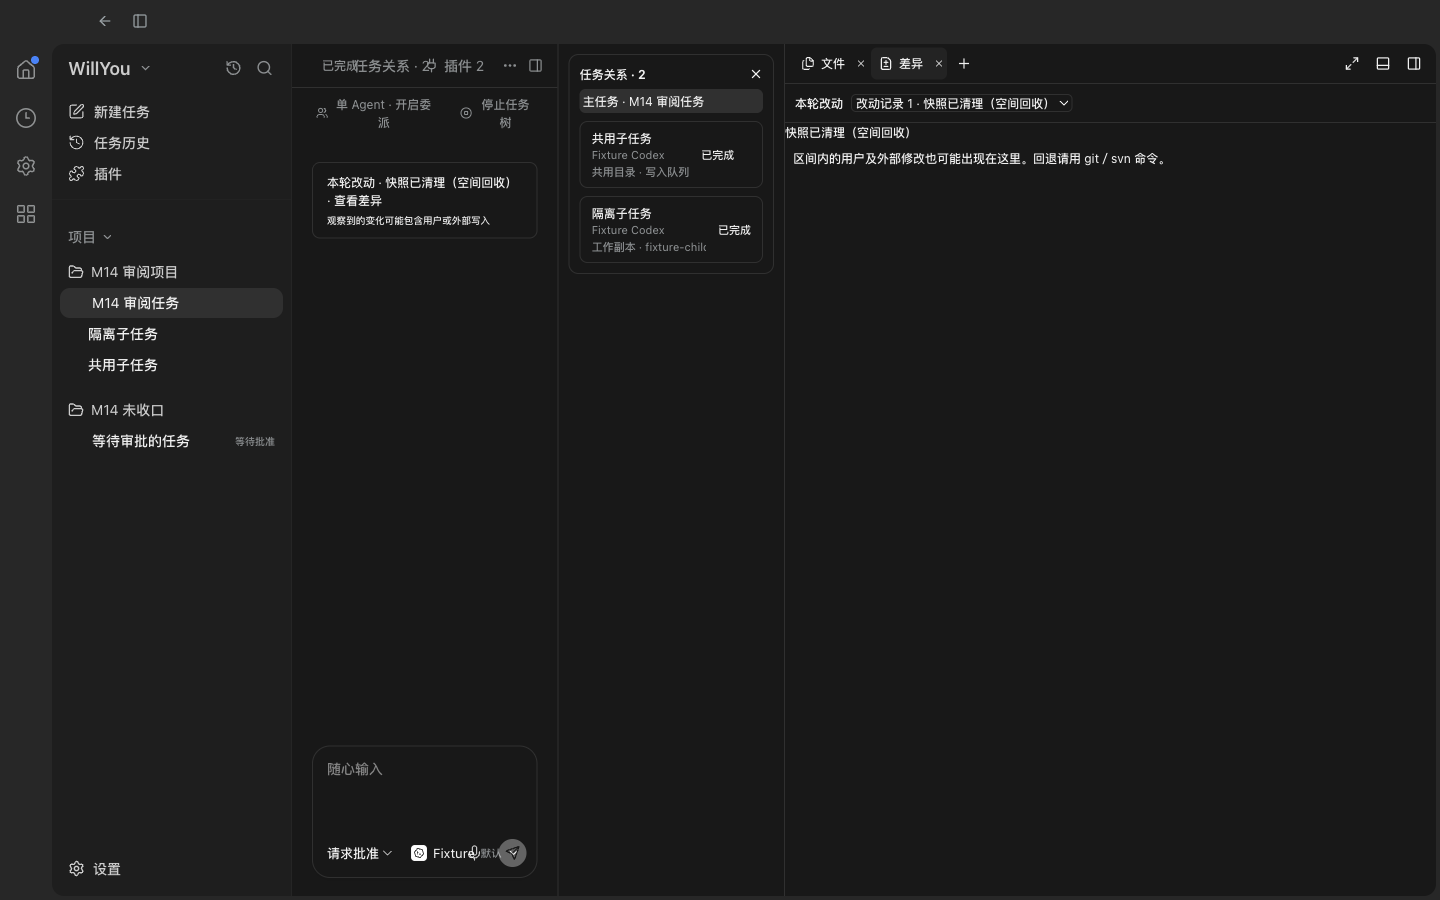 WillYou
新建任务
任务历史
插件
项目
M14 审阅项目
M14 审阅任务
隔离子任务
共用子任务
M14 未收口
等待审批的任务 等待批准
设置
已完成 任务关系 · 2 插件 2
单 Agent · 开启委
派
停止任务
树
本轮改动 · 快照已清理（空间回收）
· 查看差异
观察到的变化可能包含用户或外部写入
随心输入
请求批准 Fixture 默认
任务关系 · 2
主任务 · M14 审阅任务
共用子任务
Fixture Codex 已完成
共用目录 · 写入队列
隔离子任务
Fixture Codex 已完成
工作副本 · fixture-chil
文件 差异
本轮改动 改动记录 1 · 快照已清理（空间回收）
快照已清理（空间回收）
区间内的用户及外部修改也可能出现在这里。回退请用 git / svn 命令。